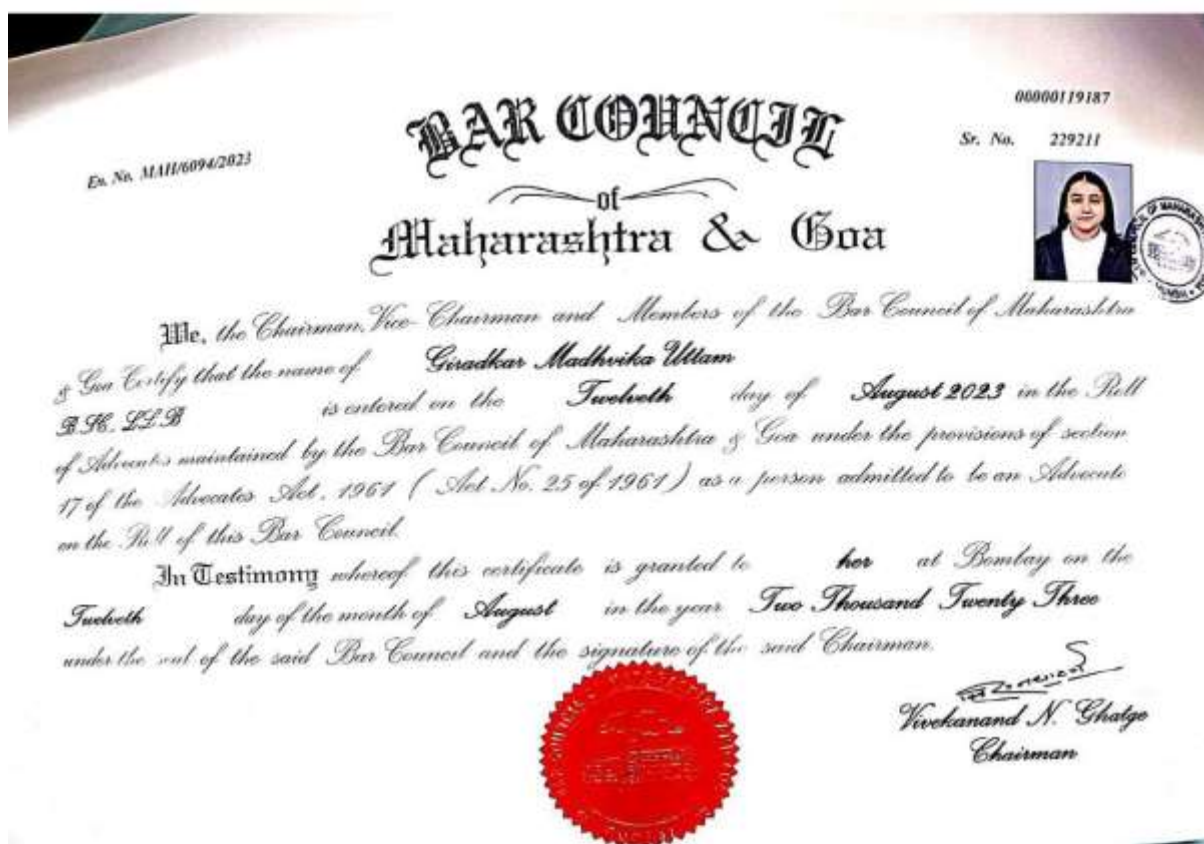 00000119187
En. No. MAH/6094/2023
Sr. No. 229211
BAR COUNCIL
of
Maharashtra & Goa
We, the Chairman, Vice-Chairman and Members of the Bar Council of Maharashtra
& Goa Certify that the name of Giradkar Madhvika Uttam
is entered on the Twelveth day of August 2023 in the Roll
of Advocates maintained by the Bar Council of Maharashtra & Goa under the provisions of section
17 of the Advocates Act, 1961 ( Act No. 25 of 1961 ) as a person admitted to be an Advocate
on the Roll of this Bar Council.
In Testimony whereof this certificate is granted to her at Bombay on the
Twelveth day of the month of August in the year Two Thousand Twenty Three
under the seal of the said Bar Council and the signature of the said Chairman.
Vivekanand N. Ghatge
Chairman